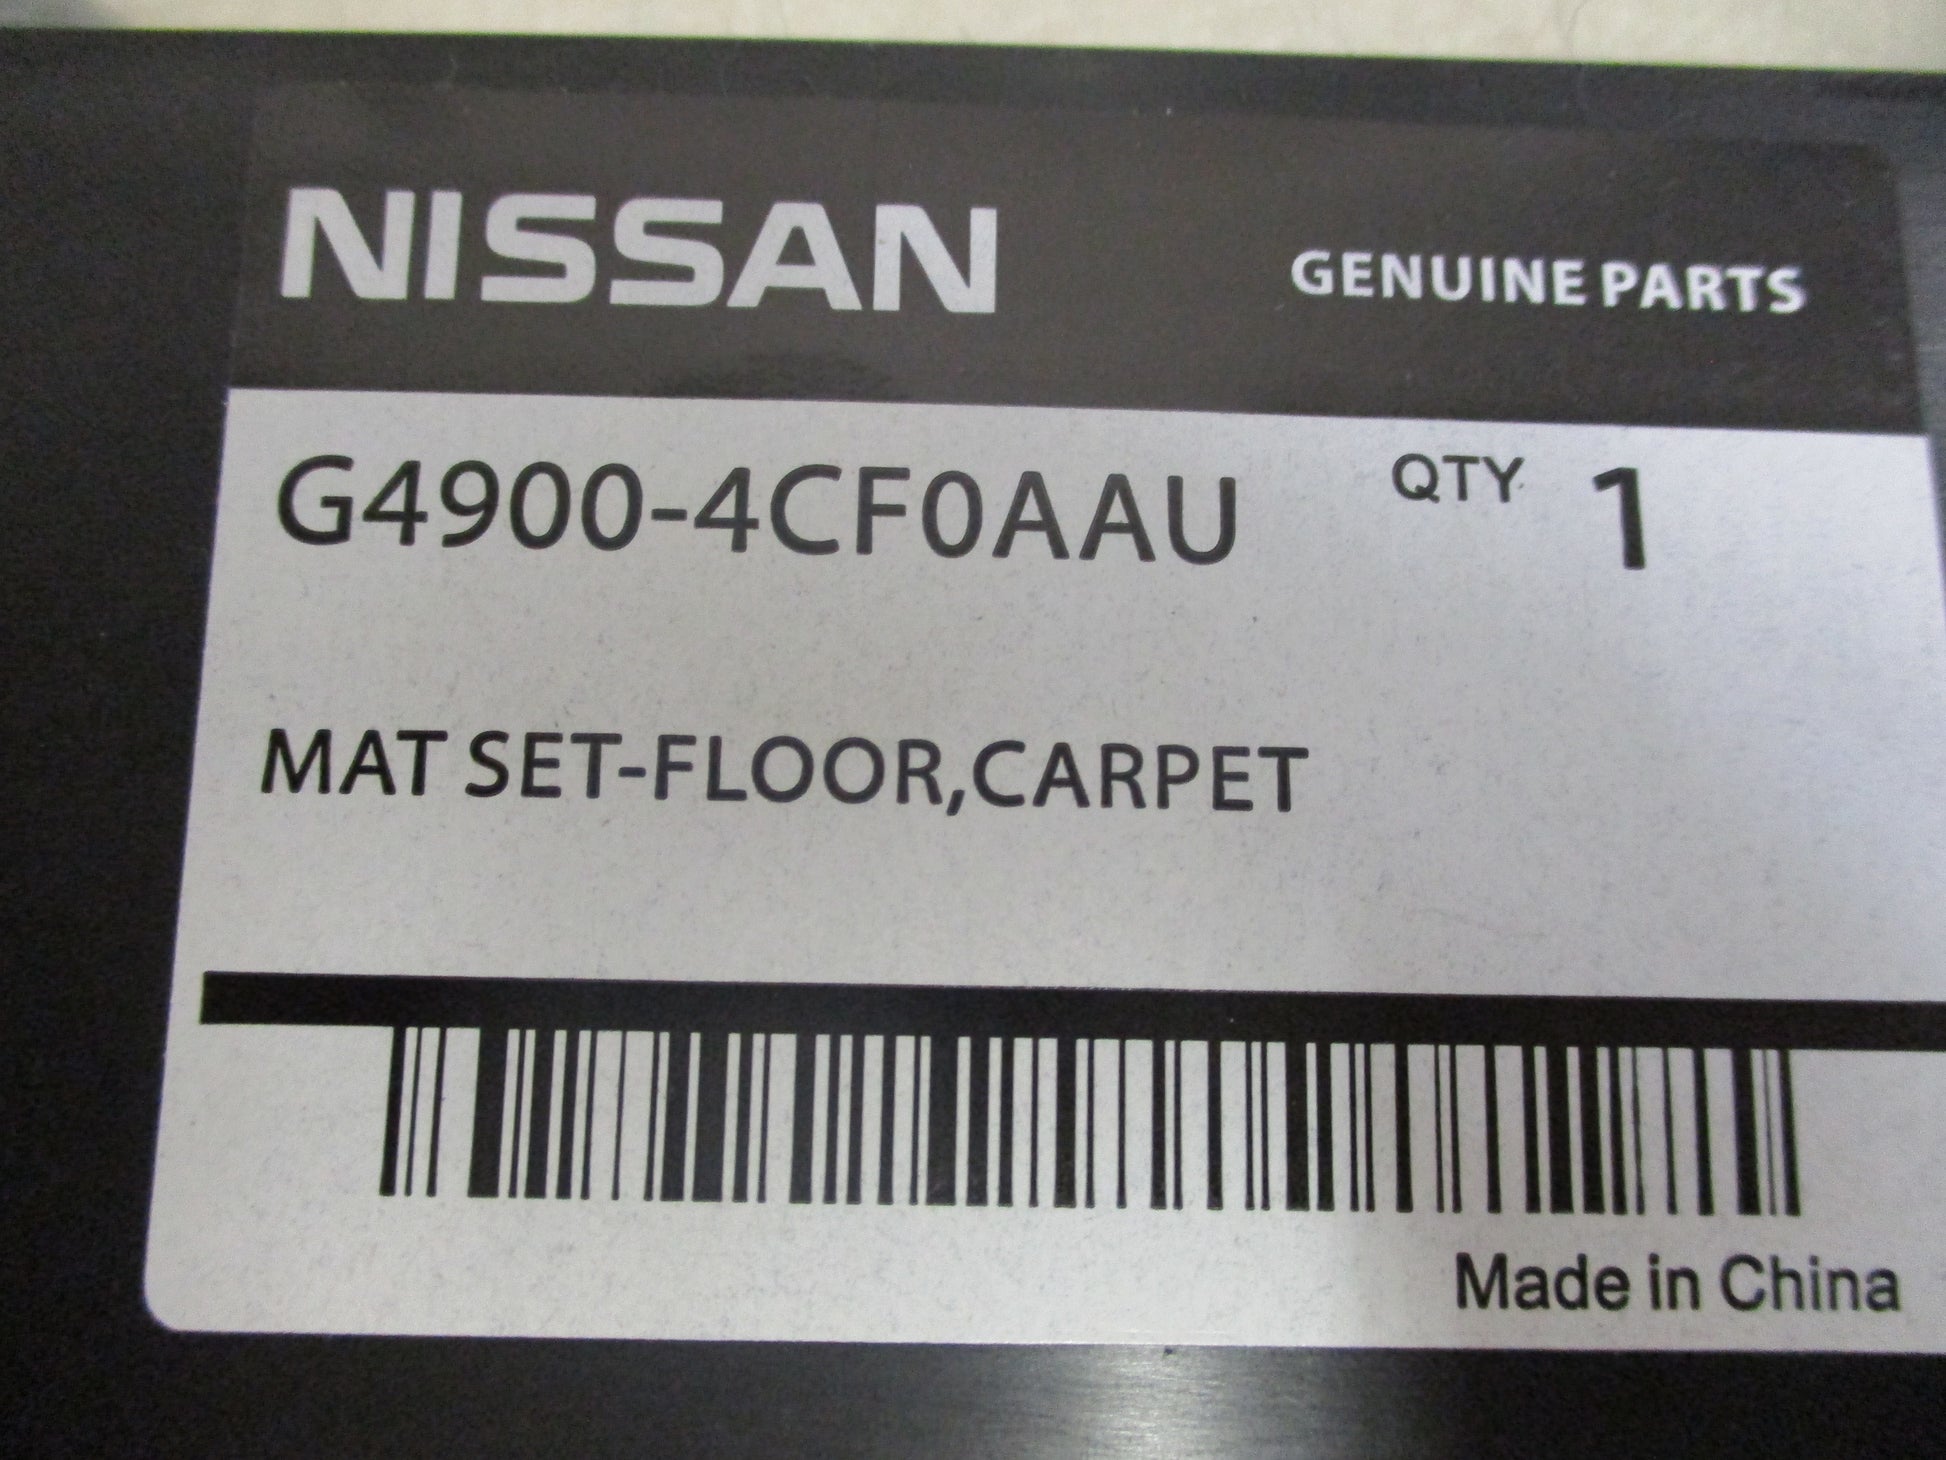 NISSAN GENUINE PARTS
G4900-4CF0AAU QTY 1
MAT SET-FLOOR,CARPET
Made in China